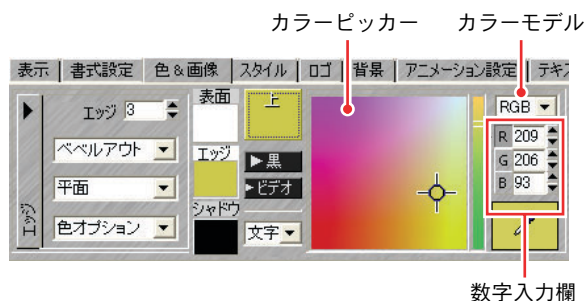 カラーピッカー カラーモデル
表示 書式設定 色&画像 スタイル ロゴ 背景 アニメーション設定 テキス
エッジ 3 表面 上 RGB
ベベルアウト エッジ 黒 R 209
平面 ビデオ G 206
エッジ シャドウ B 93
色オプション 文字
数字入力欄